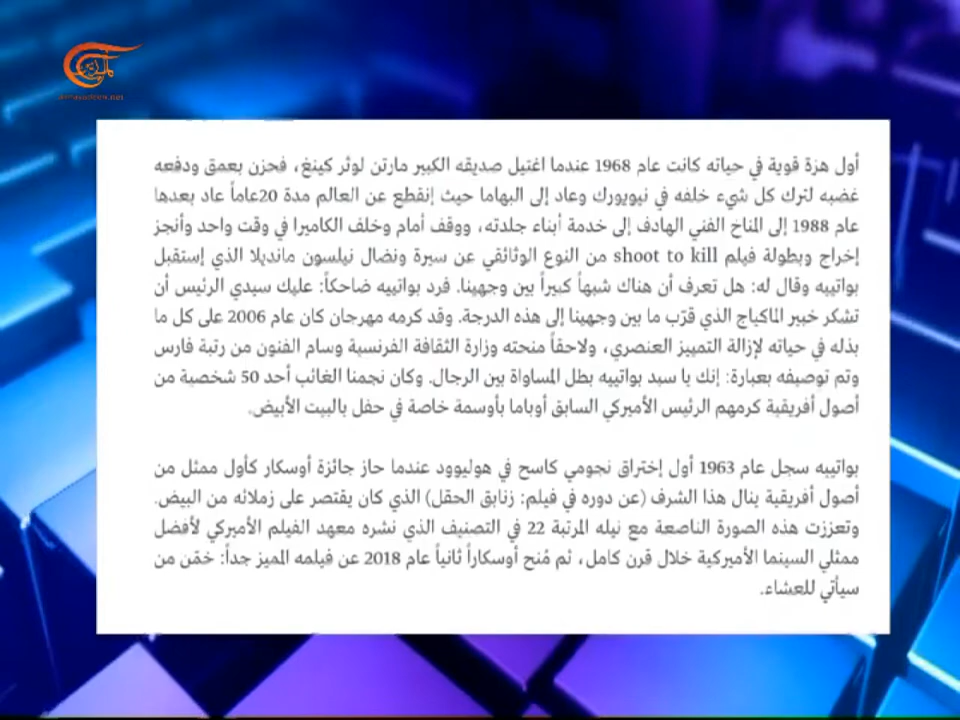 الميادين
almayadeen.net
أول هزة قوية في حياته كانت عام 1968 عندما اغتيل صديقه الكبير مارتن لوثر كينغ، فحزن بعمق ودفعه
غضبه لترك كل شيء خلفه في نيويورك وعاد إلى البهاما حيث إنقطع عن العالم مدة 20عاماً عاد بعدها
عام 1988 إلى المناخ الفني الهادف إلى خدمة أبناء جلدته، ووقف أمام وخلف الكاميرا في وقت واحد وأنجز
إخراج وبطولة فيلم shoot to kill من النوع الوثائقي عن سيرة ونضال نيلسون مانديلا الذي إستقبل
بواتييه وقال له: هل تعرف أن هناك شبهاً كبيراً بين وجهينا. فرد بواتييه ضاحكاً: عليك سيدي الرئيس أن
تشكر خبير الماكياج الذي قرّب ما بين وجهينا إلى هذه الدرجة. وقد كرمه مهرجان كان عام 2006 على كل ما
بذله في حياته لإزالة التمييز العنصري، ولاحقاً منحته وزارة الثقافة الفرنسية وسام الفنون من رتبة فارس
وتم توصيفه بعبارة: إنك يا سيد بواتييه بطل المساواة بين الرجال. وكان نجمنا الغائب أحد 50 شخصية من
أصول أفريقية كرمهم الرئيس الأميركي السابق أوباما بأوسمة خاصة في حفل بالبيت الأبيض.
بواتييه سجل عام 1963 أول إختراق نجومي كاسح في هوليوود عندما حاز جائزة أوسكار كأول ممثل من
أصول أفريقية ينال هذا الشرف (عن دوره في فيلم: زنابق الحقل) الذي كان يقتصر على زملائه من البيض.
وتعززت هذه الصورة الناصعة مع نيله المرتبة 22 في التصنيف الذي نشره معهد الفيلم الأميركي لأفضل
ممثلي السينما الأميركية خلال قرن كامل، ثم مُنح أوسكاراً ثانياً عام 2018 عن فيلمه المميز جداً: خمّن من
سيأتي للعشاء.